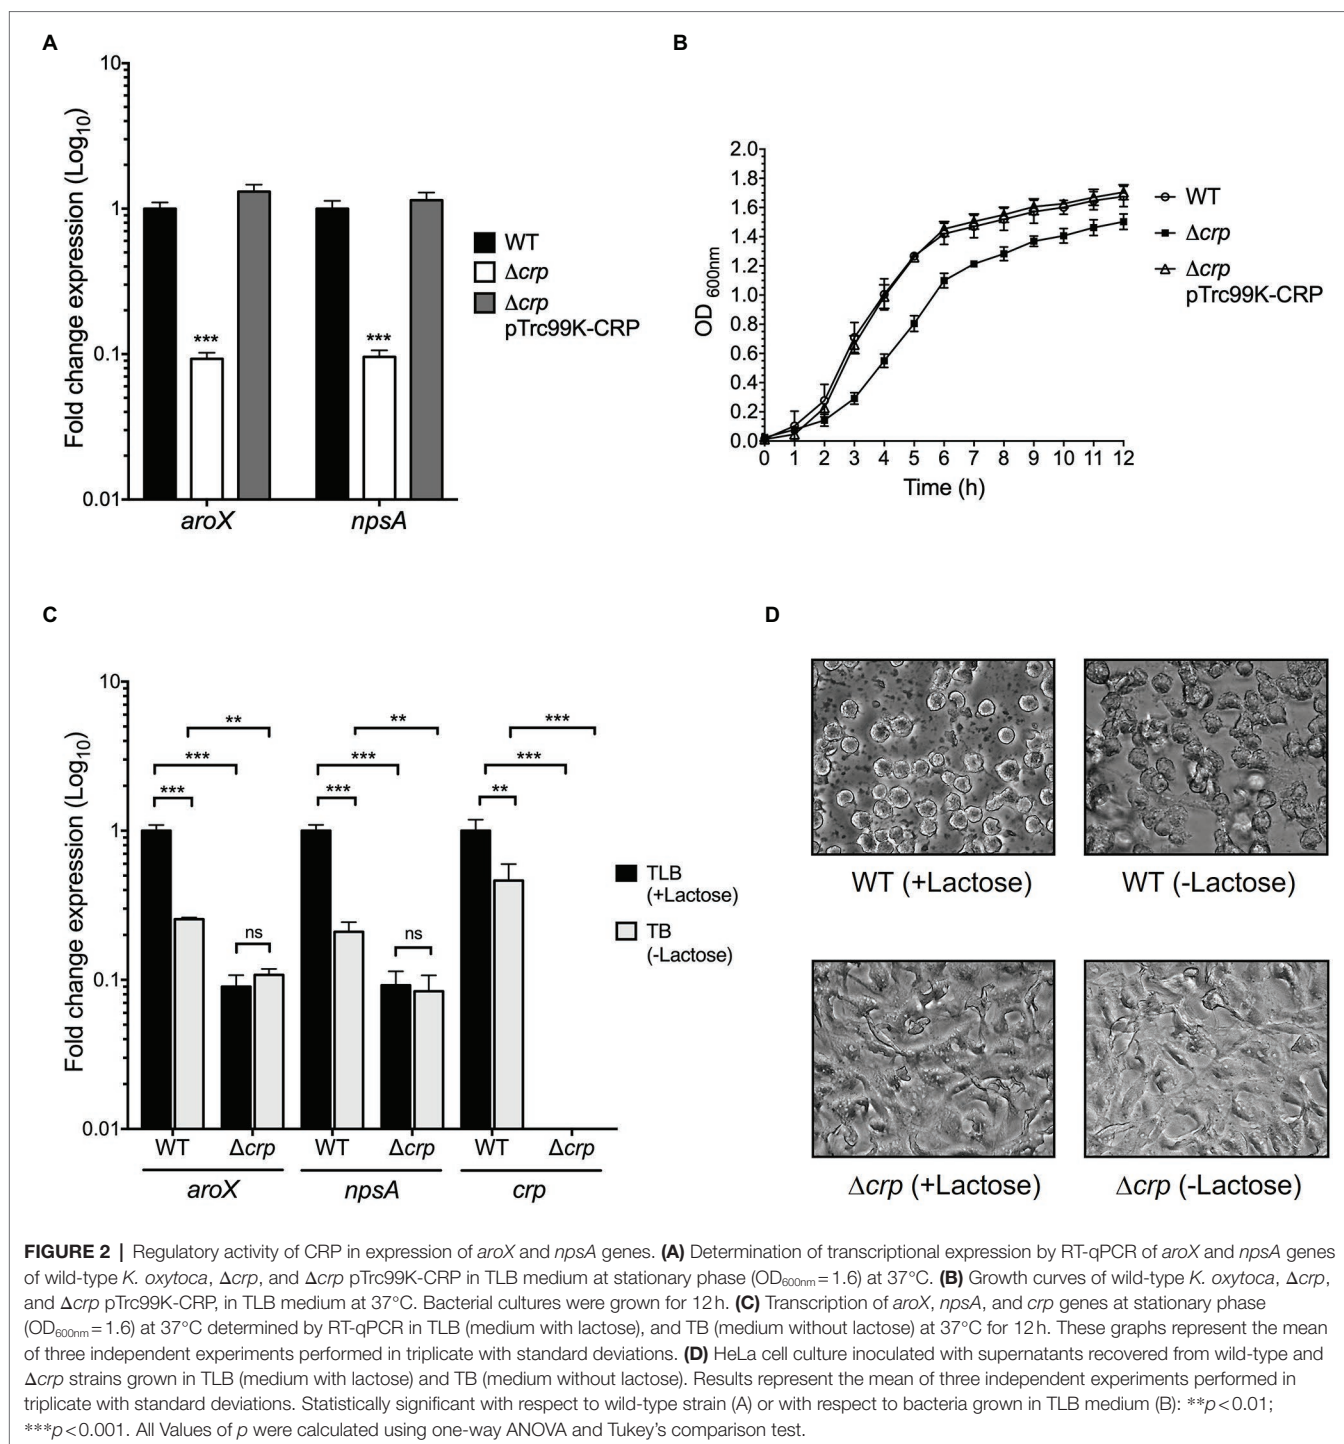 A
Fold change expression (Log10)
10
1
0.1
0.01
***
***
aroX
npsA
WT
Δcrp
Δcrp
pTrc99K-CRP
B
OD 600nm
2.0
1.8
1.6
1.4
1.2
1.0
0.8
0.6
0.4
0.2
0.0
0 1 2 3 4 5 6 7 8 9 10 11 12
Time (h)
WT
Δcrp
Δcrp
pTrc99K-CRP
C
Fold change expression (Log10)
10
1
0.1
0.01
** ** ***
*** *** ***
*** *** **
ns ns
WT Δcrp WT Δcrp WT Δcrp
aroX npsA crp
TLB
(+Lactose)
TB
(-Lactose)
D
WT (+Lactose)
WT (-Lactose)
Δcrp (+Lactose)
Δcrp (-Lactose)
FIGURE 2 | Regulatory activity of CRP in expression of aroX and npsA genes. (A) Determination of transcriptional expression by RT-qPCR of aroX and npsA genes
of wild-type K. oxytoca, Δcrp, and Δcrp pTrc99K-CRP in TLB medium at stationary phase (OD600nm = 1.6) at 37°C. (B) Growth curves of wild-type K. oxytoca, Δcrp,
and Δcrp pTrc99K-CRP, in TLB medium at 37°C. Bacterial cultures were grown for 12 h. (C) Transcription of aroX, npsA, and crp genes at stationary phase
(OD600nm = 1.6) at 37°C determined by RT-qPCR in TLB (medium with lactose), and TB (medium without lactose) at 37°C for 12 h. These graphs represent the mean
of three independent experiments performed in triplicate with standard deviations. (D) HeLa cell culture inoculated with supernatants recovered from wild-type and
Δcrp strains grown in TLB (medium with lactose) and TB (medium without lactose). Results represent the mean of three independent experiments performed in
triplicate with standard deviations. Statistically significant with respect to wild-type strain (A) or with respect to bacteria grown in TLB medium (B): **p < 0.01;
***p < 0.001. All Values of p were calculated using one-way ANOVA and Tukey's comparison test.